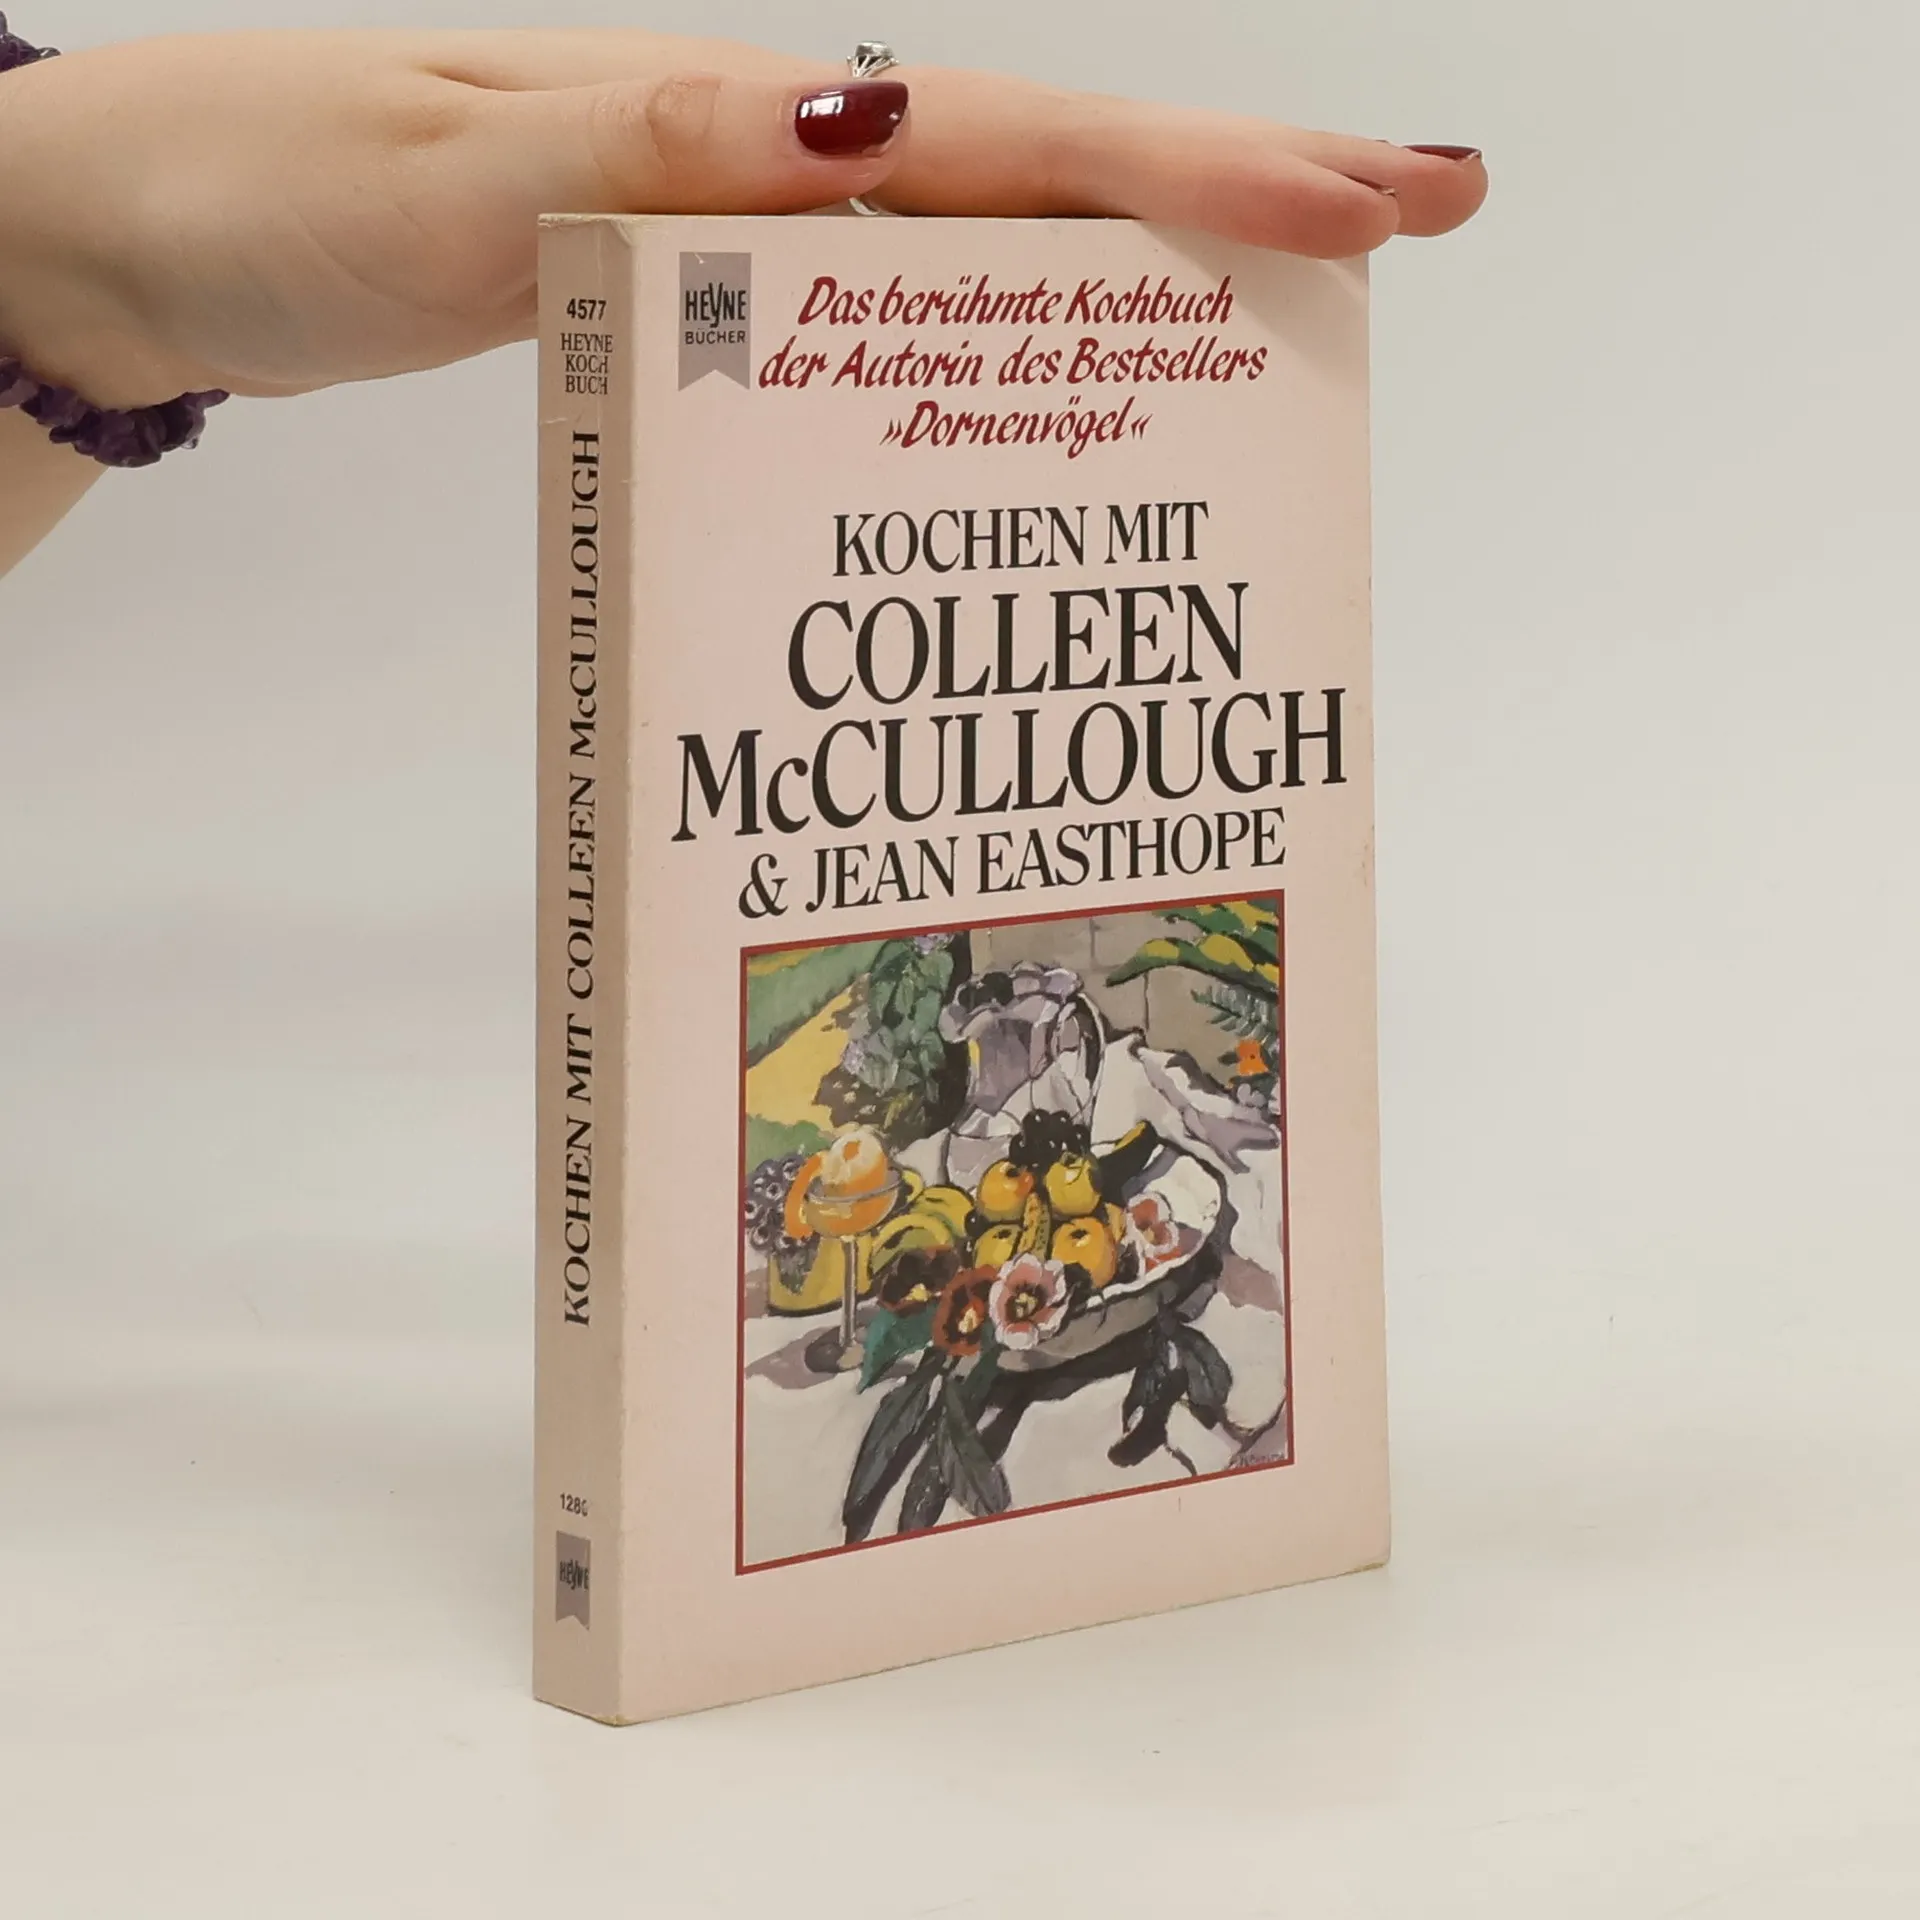 4577
HEYNE
KOCH
BUCH
KOCHEN MIT COLLEEN McCULLOUGH
HEYNE
HEYNE
BÜCHER
Das berühmte Kochbuch
der Autorin des Bestsellers
»Dornenvögel«
KOCHEN MIT
COLLEEN
McCULLOUGH
& JEAN EASTHOPE